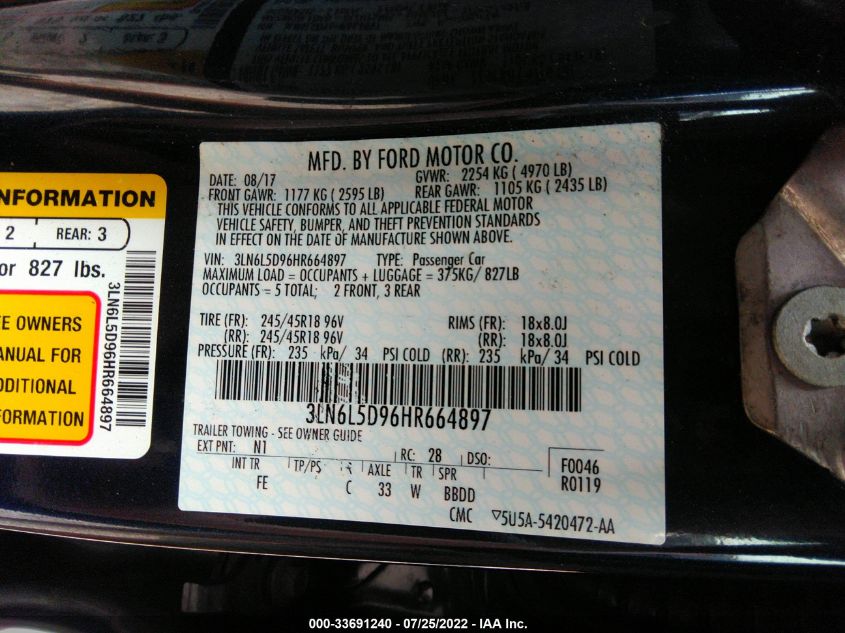 MFD. BY FORD MOTOR CO.
DATE: 08/17 GVWR: 2254 KG ( 4970 LB)
FRONT GAWR: 1177 KG ( 2595 LB) REAR GAWR: 1105 KG ( 2435 LB)
THIS VEHICLE CONFORMS TO ALL APPLICABLE FEDERAL MOTOR
VEHICLE SAFETY, BUMPER, AND THEFT PREVENTION STANDARDS
IN EFFECT ON THE DATE OF MANUFACTURE SHOWN ABOVE.
VIN: 3LN6L5D96HR664897 TYPE: Passenger Car
MAXIMUM LOAD = OCCUPANTS + LUGGAGE = 375KG/ 827LB
OCCUPANTS = 5 TOTAL; 2 FRONT, 3 REAR
TIRE (FR): 245/45R18 96V RIMS (FR): 18x8.0J
(RR): 245/45R18 96V (RR): 18x8.0J
PRESSURE (FR): 235 kPa/ 34 PSI COLD (RR): 235 kPa/ 34 PSI COLD
3LN6L5D96HR664897
TRAILER TOWING - SEE OWNER GUIDE
EXT PNT: N1 RC: 28 DSO:
INT TR TP/PS R AXLE TR SPR
FE C 33 W BBDD
F0046
R0119
CMC ▽5U5A-5420472-AA
NFORMATION
2 REAR: 3
or 827 lbs.
EE OWNERS
ANUAL FOR
DDITIONAL
FORMATION
3LN6L5D96HR664897
000-33691240 - 07/25/2022 - IAA Inc.